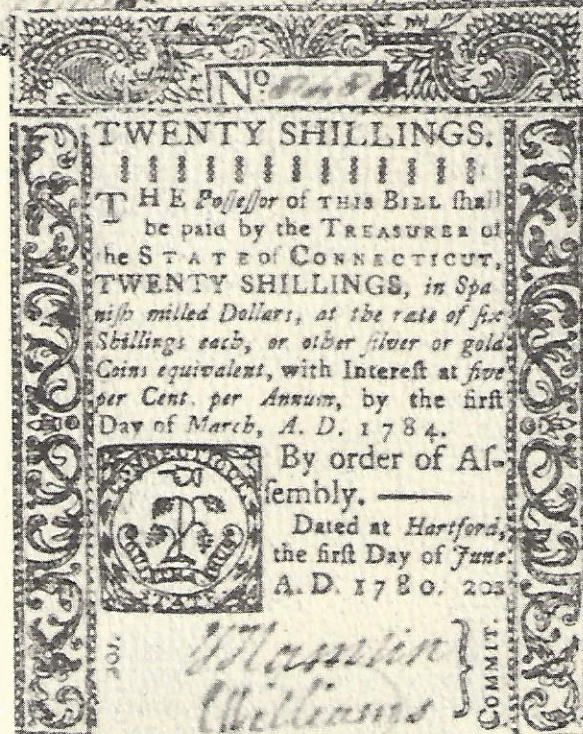 No.
TWENTY SHILLINGS.
THE Poſſeſſor of THIS BILL ſhall
be paid by the TREASURER of
the STATE of CONNECTICUT,
TWENTY SHILLINGS, in Spa
niſh milled Dollars, at the rate of ſix
Shillings each, or other ſilver or gold
Coins equivalent, with Intereſt at five
per Cent. per Annum, by the firſt
Day of March, A. D. 1784.
By order of Aſ-
ſembly.
Dated at Hartford,
the firſt Day of June
A. D. 1780.
20s
20s.
Williams
COMMIT.